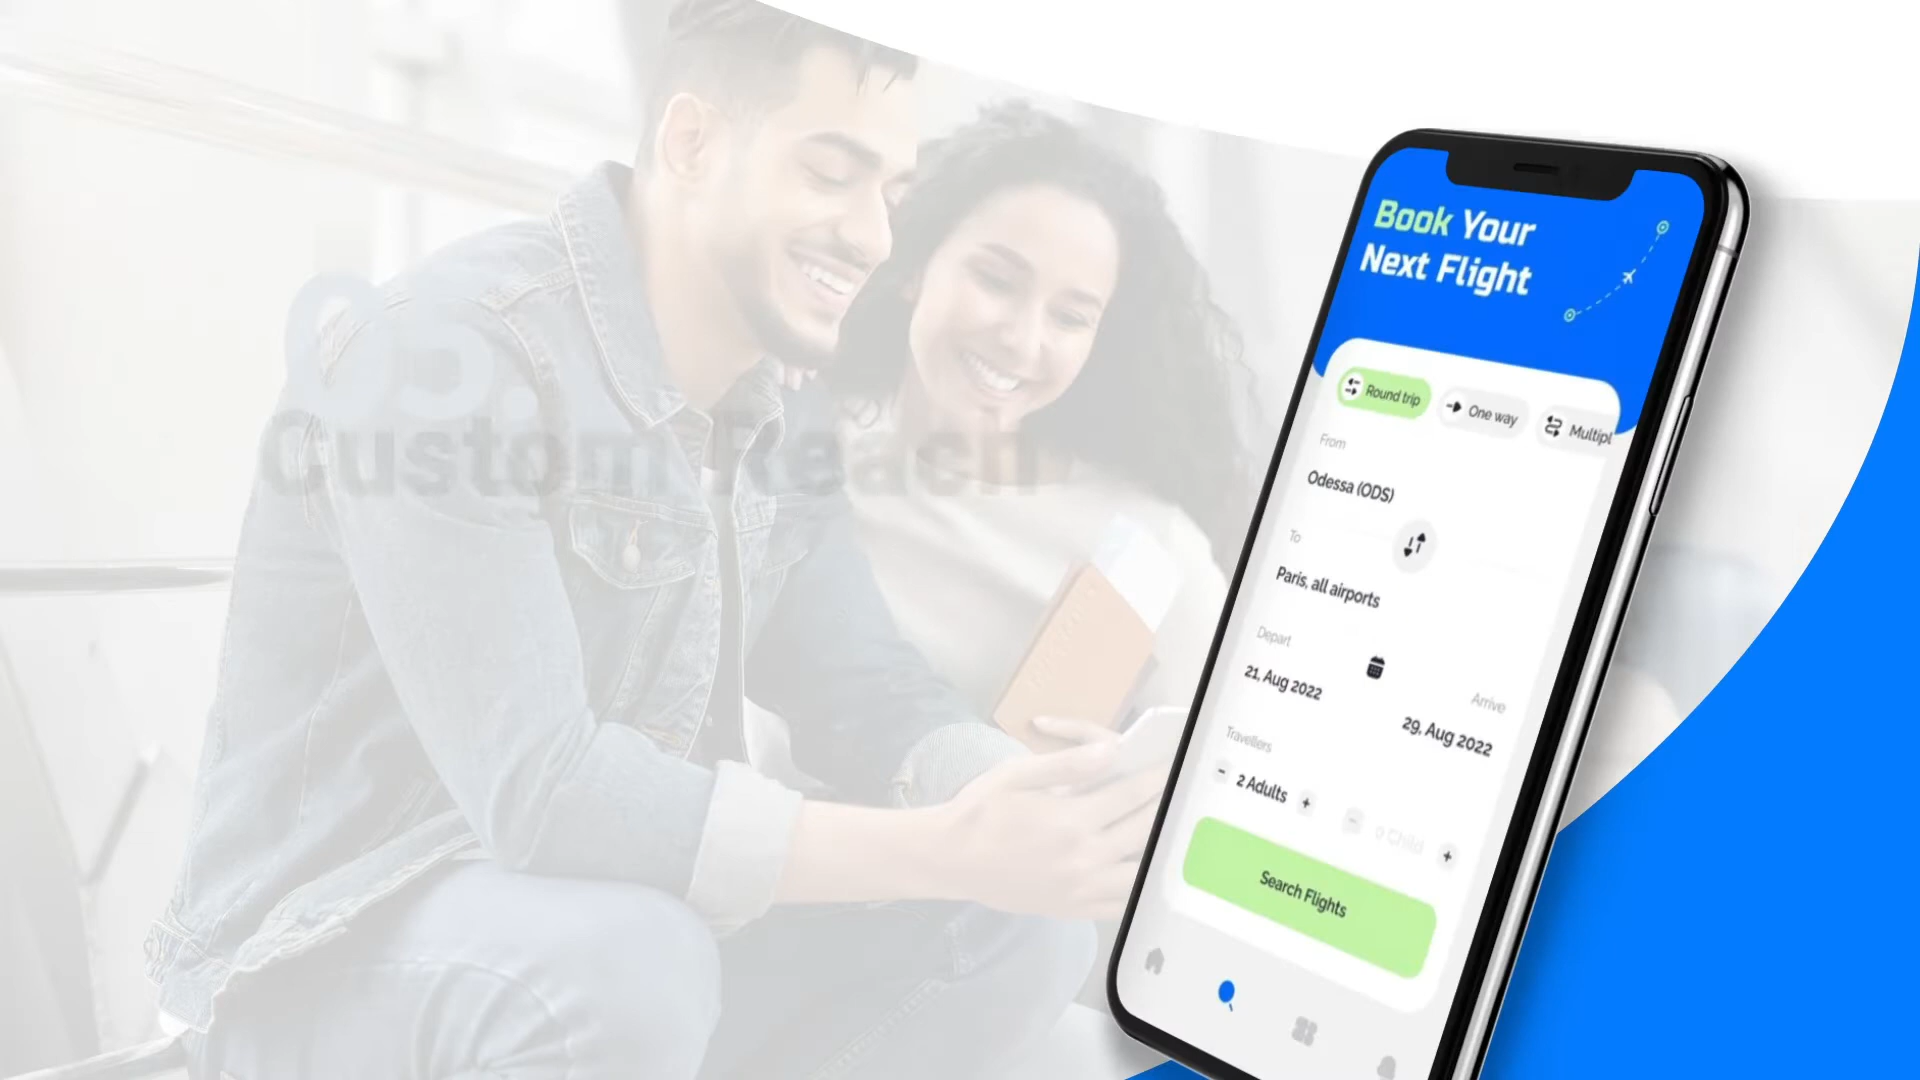 05.
Custom Reach
Book Your
Next Flight
Round trip
One way
Multipl
From
Odessa (ODS)
To
Paris, all airports
Depart
21, Aug 2022
Arrive
29, Aug 2022
Travellers
- 2 Adults +
- 0 Child +
Search Flights